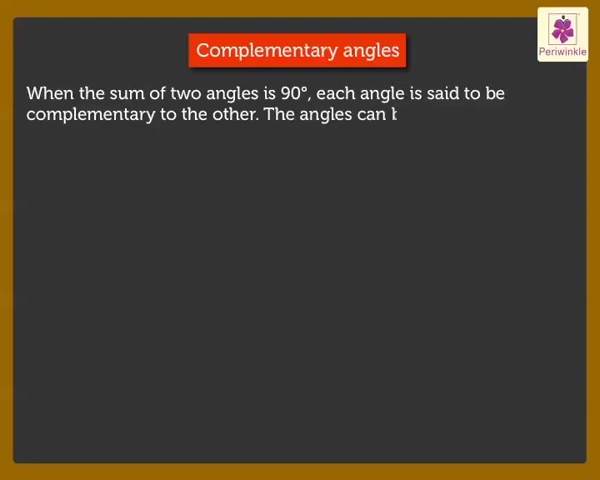 Complementary angles
Periwinkle
When the sum of two angles is 90°, each angle is said to be
complementary to the other. The angles can